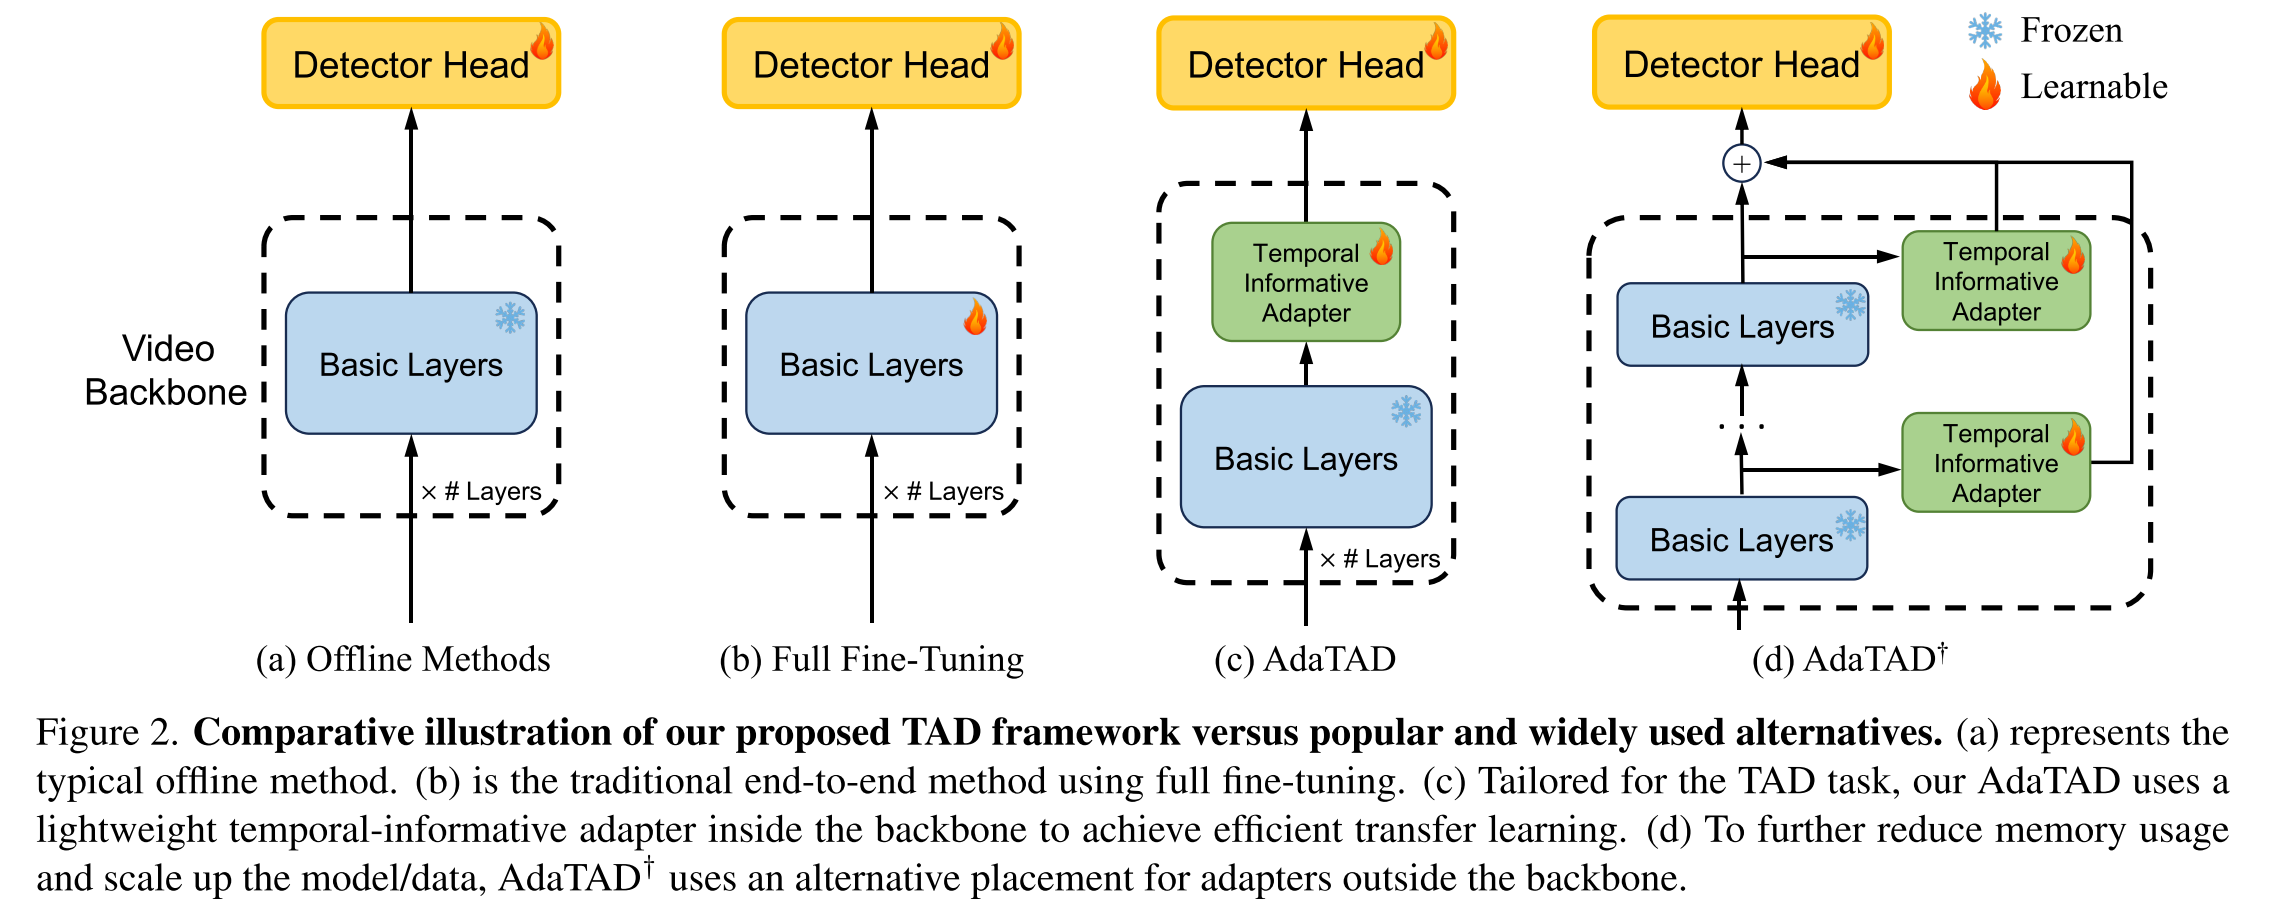 Detector Head
Detector Head
Detector Head
Detector Head
Frozen
Learnable
Video
Backbone
Basic Layers
× # Layers
Basic Layers
× # Layers
Temporal
Informative
Adapter
Basic Layers
× # Layers
+
Temporal
Informative
Adapter
Basic Layers
. . .
Temporal
Informative
Adapter
Basic Layers
(a) Offline Methods
(b) Full Fine-Tuning
(c) AdaTAD
(d) AdaTAD†
Figure 2. Comparative illustration of our proposed TAD framework versus popular and widely used alternatives. (a) represents the
typical offline method. (b) is the traditional end-to-end method using full fine-tuning. (c) Tailored for the TAD task, our AdaTAD uses a
lightweight temporal-informative adapter inside the backbone to achieve efficient transfer learning. (d) To further reduce memory usage
and scale up the model/data, AdaTAD† uses an alternative placement for adapters outside the backbone.